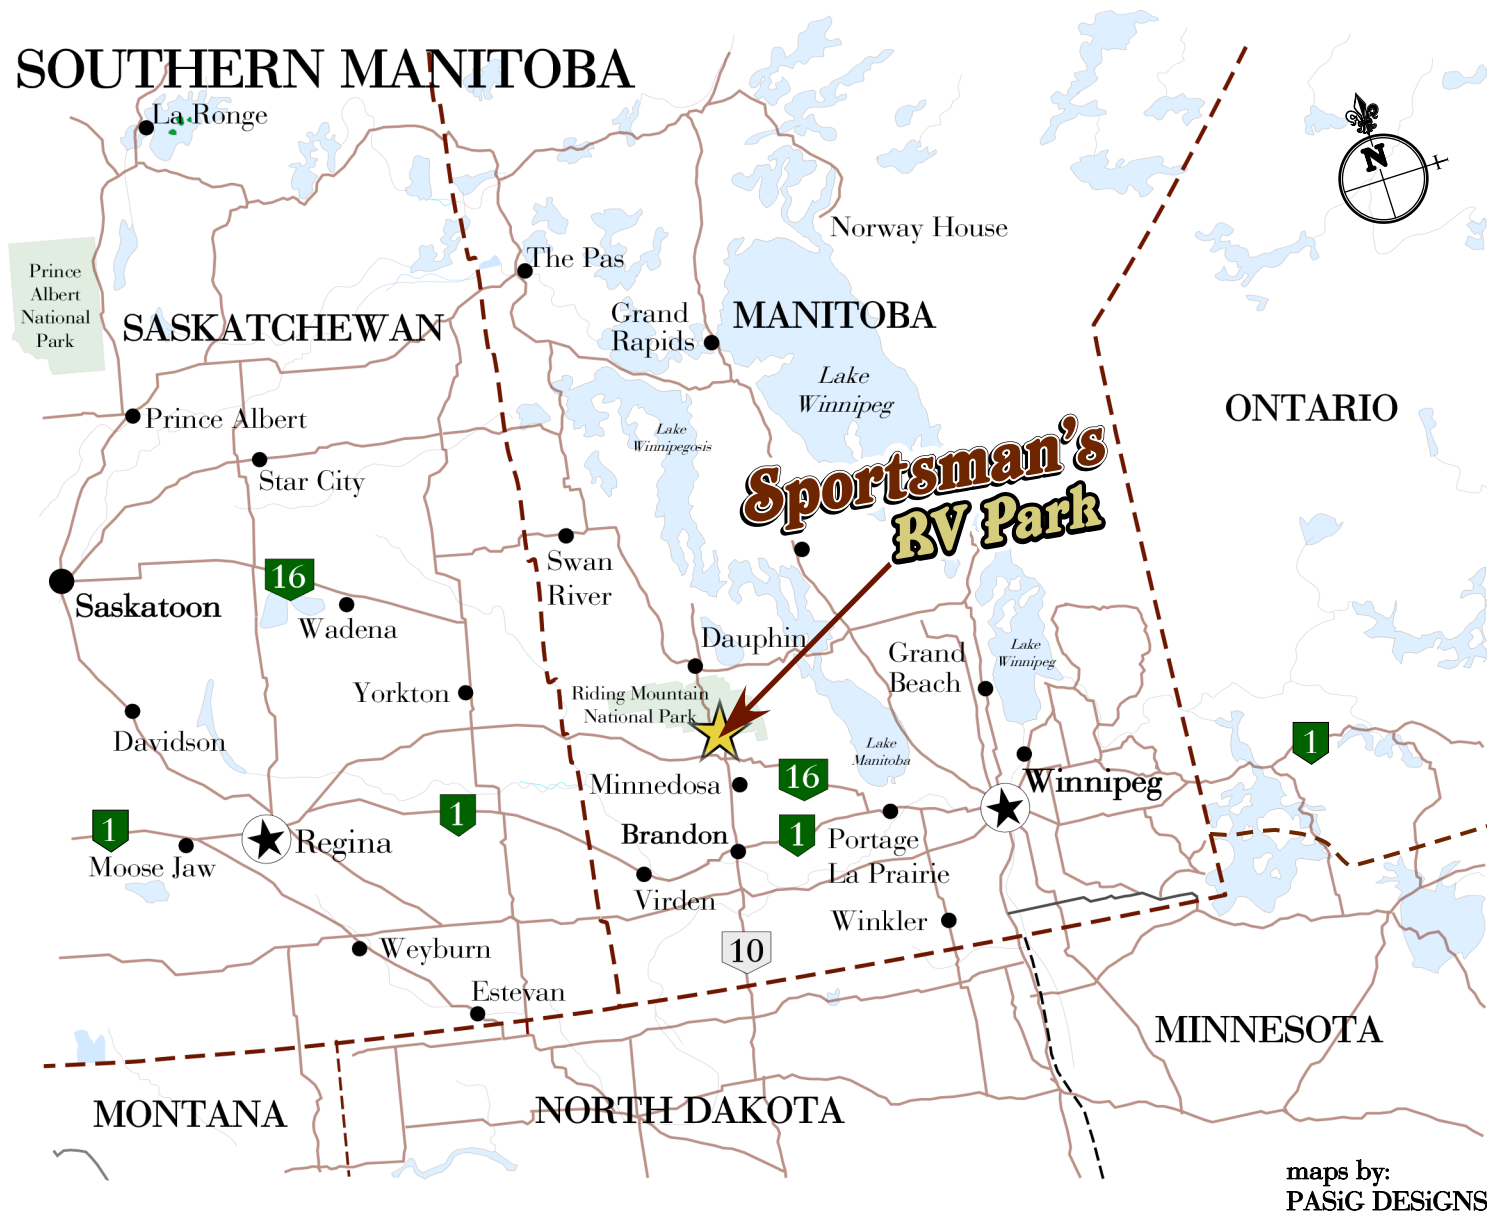 SOUTHERN MANITOBA
La Ronge
N
Norway House
The Pas
Prince
Albert
National
Park
SASKATCHEWAN
Grand
Rapids
MANITOBA
Lake
Winnipeg
ONTARIO
Prince Albert
Lake
Winnipegosis
Star City
Sportsman's
RV Park
Swan
River
16
Saskatoon
Wadena
Dauphin
Grand
Beach
Lake
Winnipeg
Yorkton
Riding Mountain
National Park
Davidson
Lake
Manitoba
1
Minnedosa
16
Winnipeg
1
1
Moose Jaw
Regina
Brandon
1
Portage
La Prairie
Virden
Winkler
Weyburn
10
Estevan
MINNESOTA
MONTANA
NORTH DAKOTA
maps by:
PASiG DESiGNS